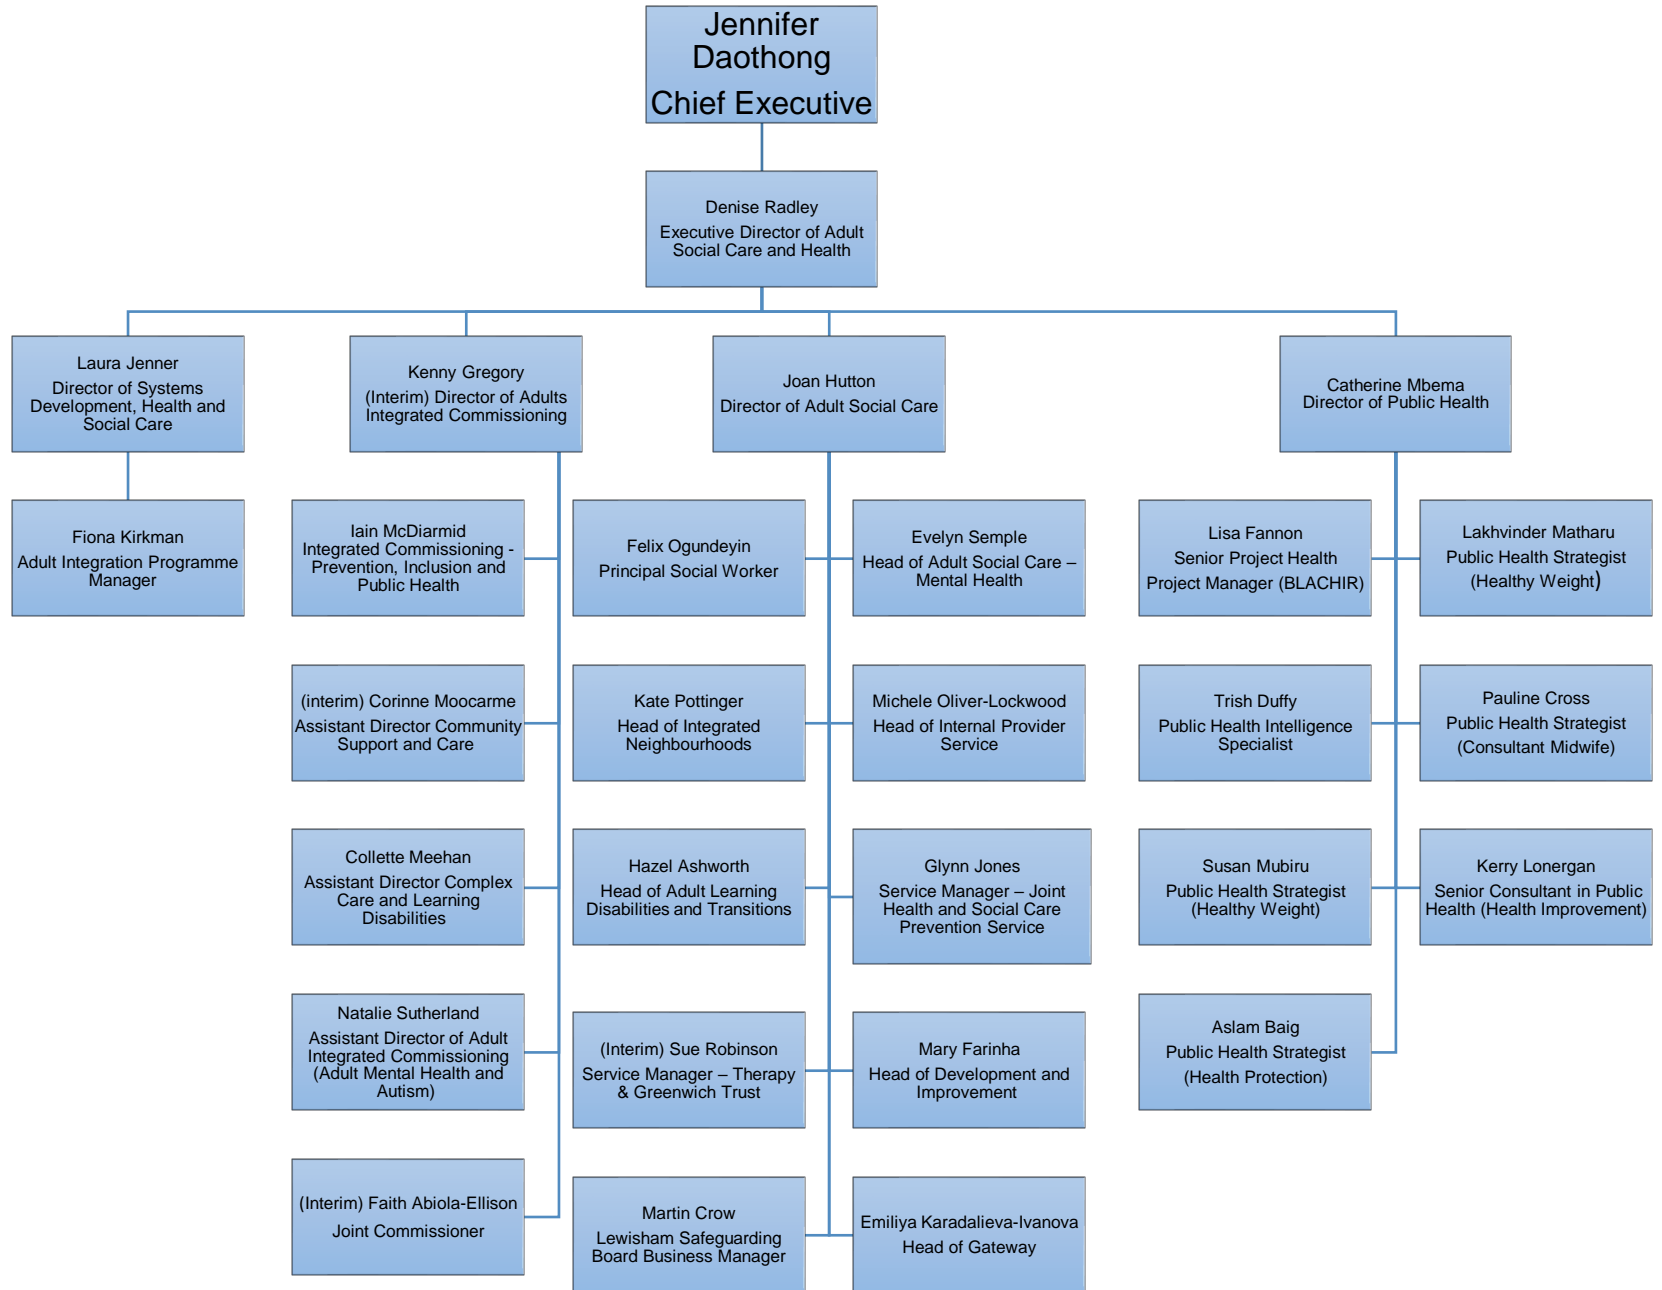 Jennifer
Daothong
Chief Executive
Denise Radley
Executive Director of Adult
Social Care and Health
Laura Jenner
Director of Systems
Development, Health and
Social Care
Kenny Gregory
(Interim) Director of Adults
Integrated Commissioning
Joan Hutton
Director of Adult Social Care
Catherine Mbema
Director of Public Health
Fiona Kirkman
Adult Integration Programme
Manager
Iain McDiarmid
Integrated Commissioning -
Prevention, Inclusion and
Public Health
(interim) Corinne Moocarme
Assistant Director Community
Support and Care
Collette Meehan
Assistant Director Complex
Care and Learning
Disabilities
Natalie Sutherland
Assistant Director of Adult
Integrated Commissioning
(Adult Mental Health and
Autism)
(Interim) Faith Abiola-Ellison
Joint Commissioner
Felix Ogundeyin
Principal Social Worker
Evelyn Semple
Head of Adult Social Care –
Mental Health
Kate Pottinger
Head of Integrated
Neighbourhoods
Michele Oliver-Lockwood
Head of Internal Provider
Service
Hazel Ashworth
Head of Adult Learning
Disabilities and Transitions
Glynn Jones
Service Manager – Joint
Health and Social Care
Prevention Service
(Interim) Sue Robinson
Service Manager – Therapy
& Greenwich Trust
Mary Farinha
Head of Development and
Improvement
Martin Crow
Lewisham Safeguarding
Board Business Manager
Emiliya Karadalieva-Ivanova
Head of Gateway
Lisa Fannon
Senior Project Health
Project Manager (BLACHIR)
Lakhvinder Matharu
Public Health Strategist
(Healthy Weight)
Trish Duffy
Public Health Intelligence
Specialist
Pauline Cross
Public Health Strategist
(Consultant Midwife)
Susan Mubiru
Public Health Strategist
(Healthy Weight)
Kerry Lonergan
Senior Consultant in Public
Health (Health Improvement)
Aslam Baig
Public Health Strategist
(Health Protection)